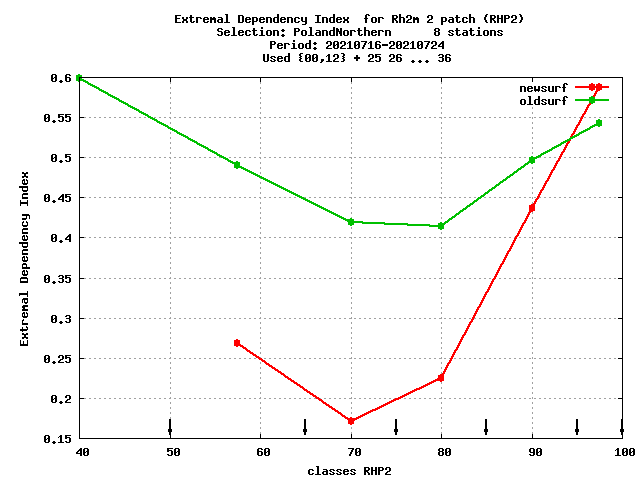 Extremal Dependency Index  for Rh2m 2 patch (RHP2)
Selection: PolandNorthern      8 stations
Period: 20210716-20210724
Used {00,12} + 25 26 ... 36
newsurf
oldsurf
0.6
0.55
0.5
0.45
0.4
0.35
0.3
0.25
0.2
0.15
Extremal Dependency Index
40 50 60 70 80 90 100
classes RHP2